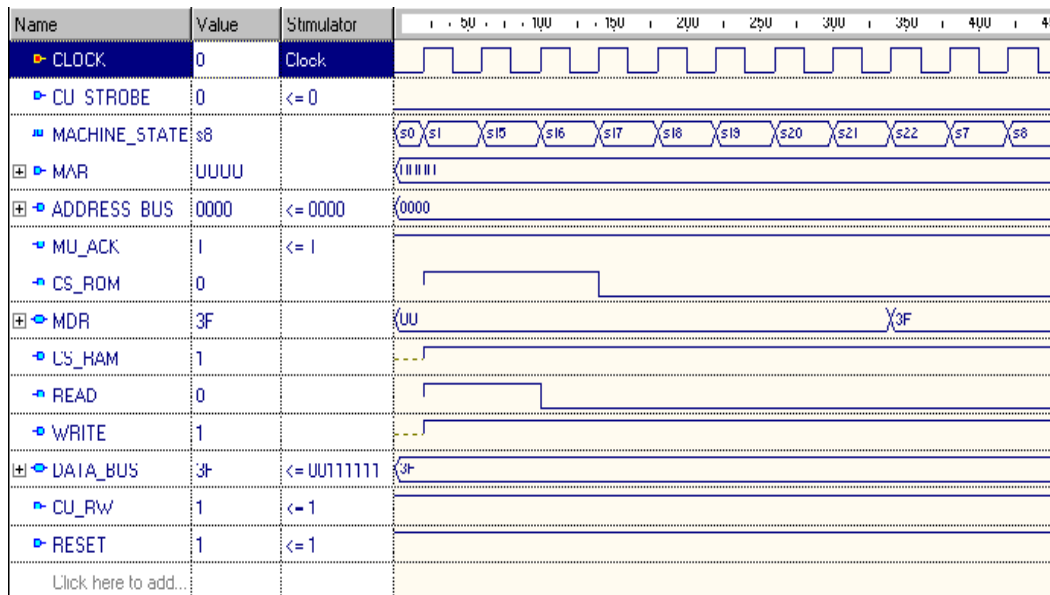 Name Value Stimulator 50 100 150 200 250 300 350 400
CLOCK 0 Clock
CU_STROBE 0 <= 0
MACHINE_STATE s8 s0 s1 s15 s16 s17 s18 s19 s20 s21 s22 s7 s8
MAR UUUU UUUU
ADDRESS_BUS 0000 <= 0000 0000
MU_ACK 1 <= 1
CS_ROM 0
MDR 3F UU 3F
CS_RAM 1
READ 0
WRITE 1
DATA_BUS 3F <= 00111111 3F
CU_RW 1 <= 1
RESET 1 <= 1
Click here to add...